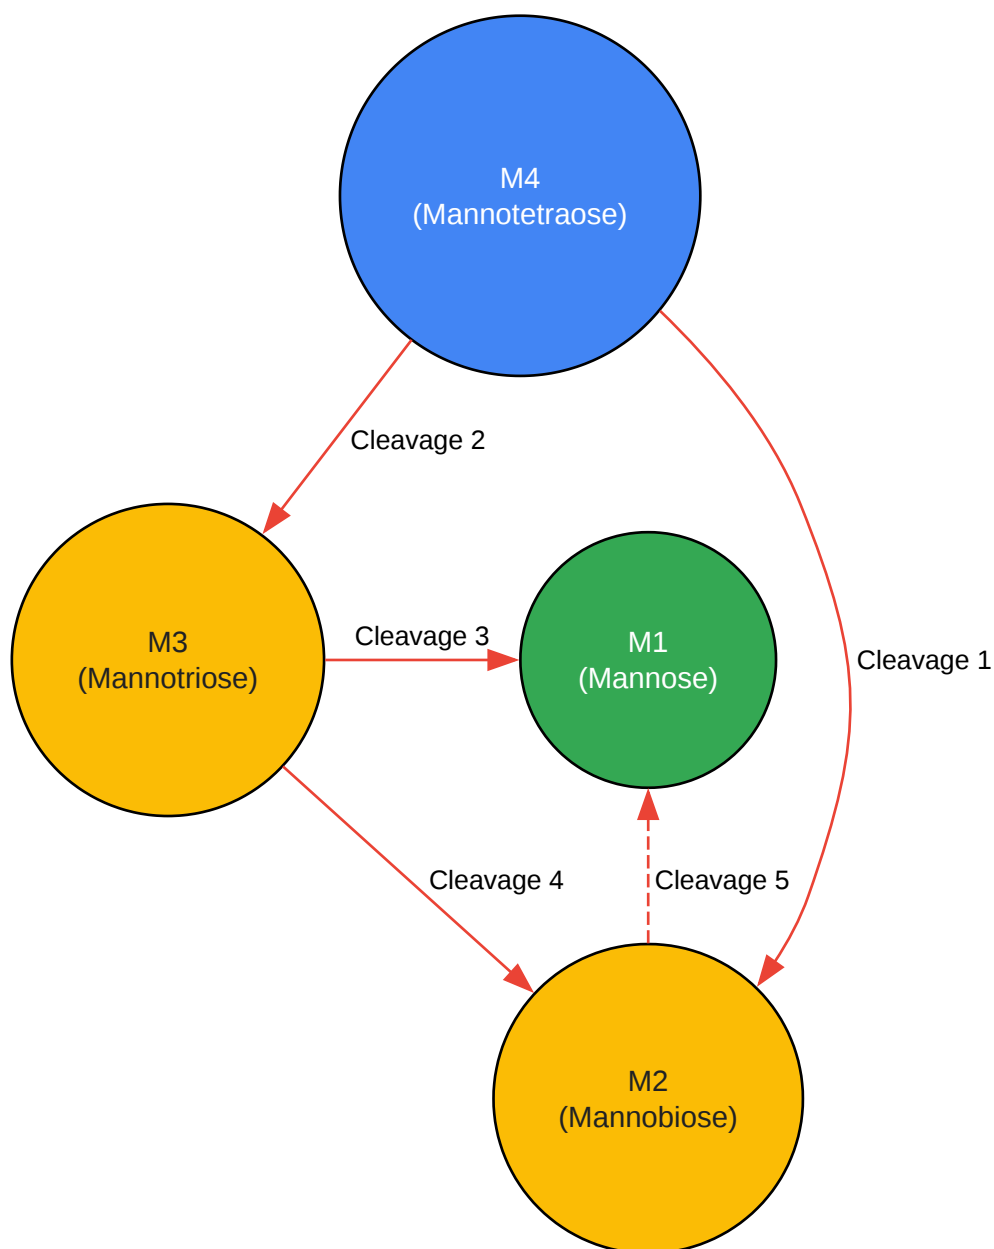 M4
(Mannotetraose)
Cleavage 2
M3
(Mannotriose)
Cleavage 3
M1
(Mannose)
Cleavage 1
Cleavage 4
Cleavage 5
M2
(Mannobiose)